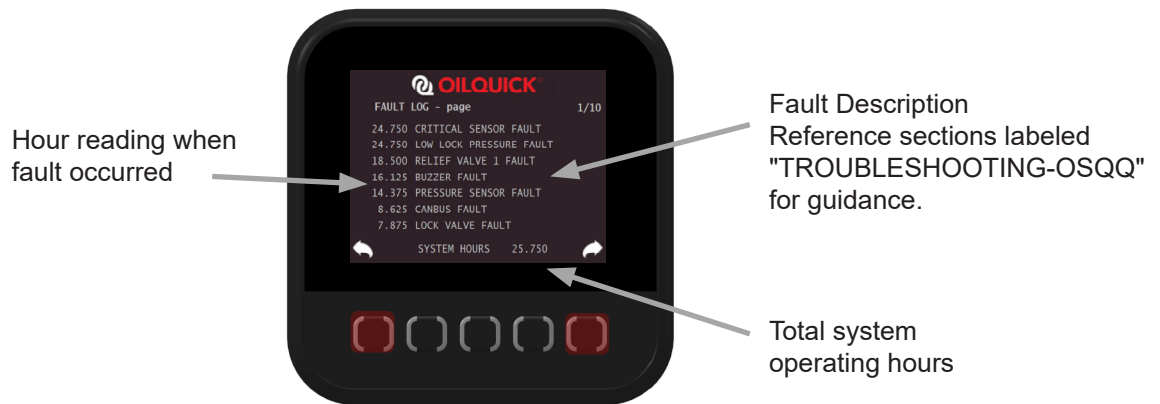 OILQUICK
FAULT LOG - page 1/10
24.750 CRITICAL SENSOR FAULT
24.750 LOW LOCK PRESSURE FAULT
18.500 RELIEF VALVE 1 FAULT
16.125 BUZZER FAULT
14.375 PRESSURE SENSOR FAULT
8.625 CANBUS FAULT
7.875 LOCK VALVE FAULT
SYSTEM HOURS 25.750
Hour reading when
fault occurred
Fault Description
Reference sections labeled
"TROUBLESHOOTING-OSQQ"
for guidance.
Total system
operating hours